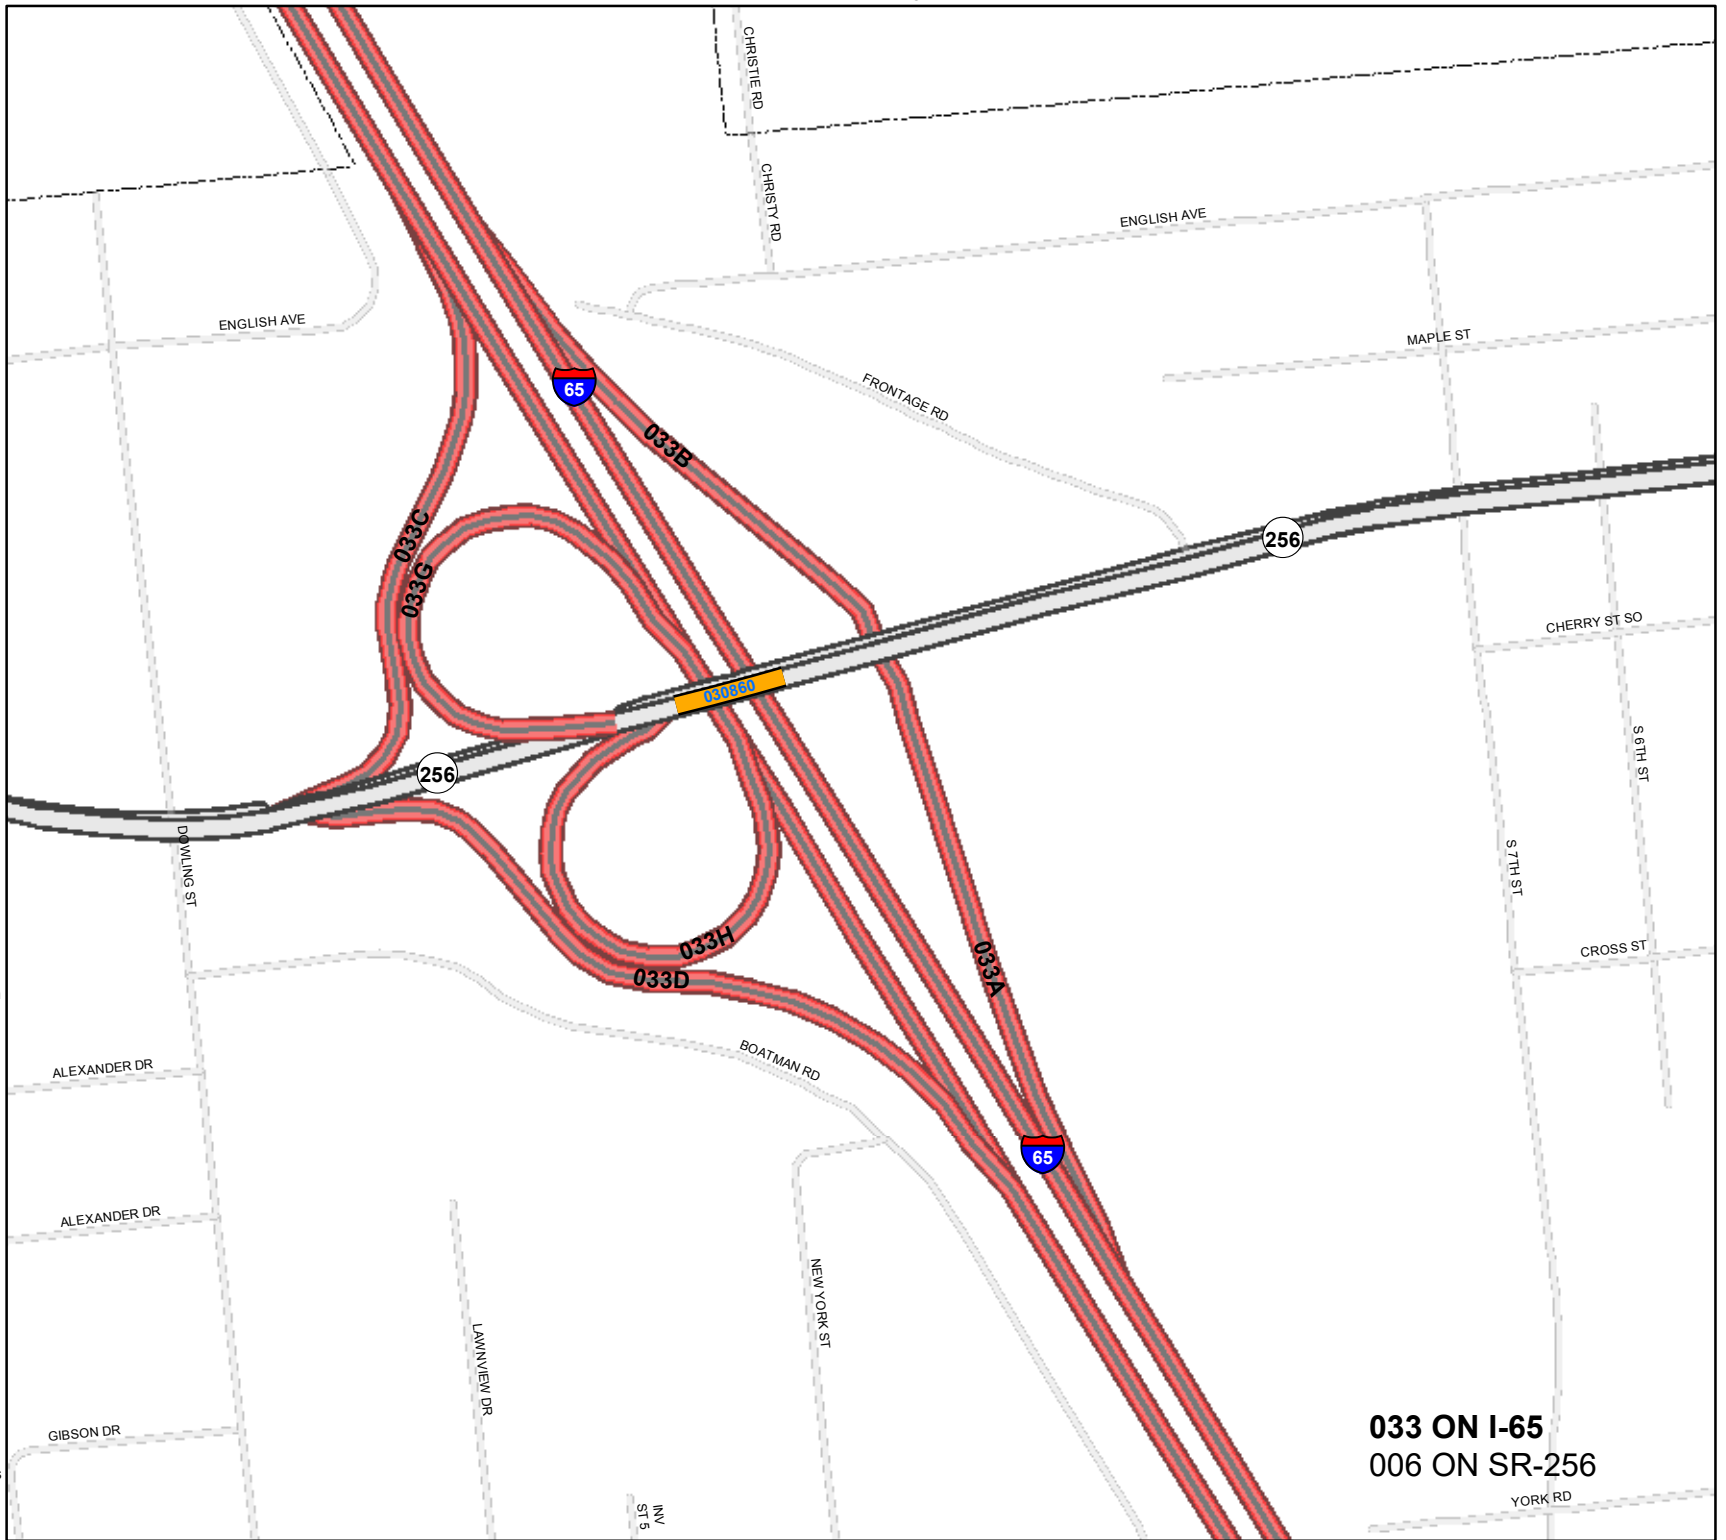 CHRISTIE RD
CHRISTY RD
ENGLISH AVE
ENGLISH AVE
MAPLE ST
65
FRONTAGE RD
033B
033C
256
033G
CHERRY ST SO
030860
S 6TH ST
256
DOWLING ST
S 7TH ST
033H
033A
CROSS ST
033D
BOATMAN RD
ALEXANDER DR
65
ALEXANDER DR
NEW YORK ST
LAWNVIEW DR
GIBSON DR
033 ON I-65
006 ON SR-256
YORK RD
INV
ST 5